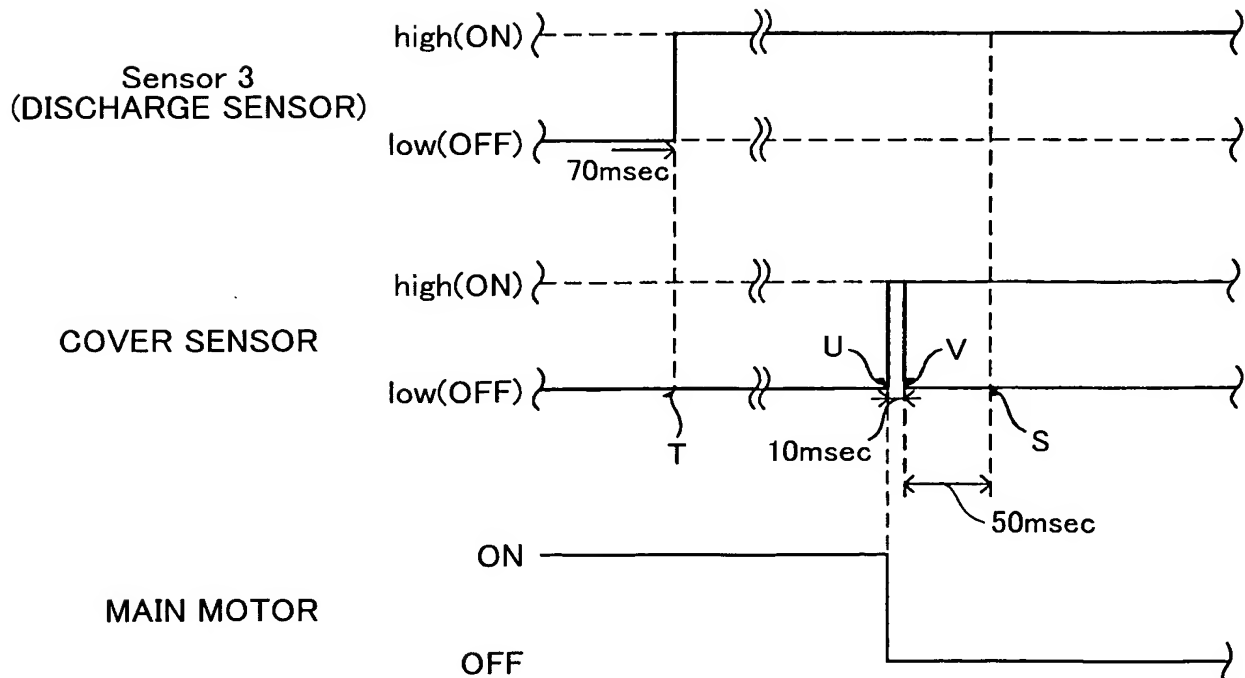 high(ON)
Sensor 3
(DISCHARGE SENSOR)
low(OFF)
70msec
high(ON)
COVER SENSOR
U
V
low(OFF)
T
10msec
S
50msec
ON
MAIN MOTOR
OFF